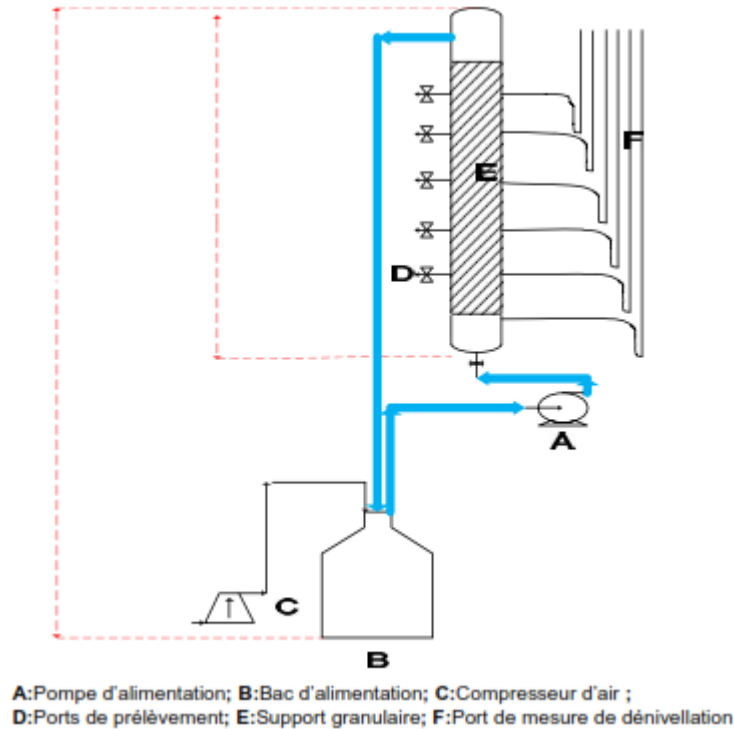 F
E
D
A
C
B
A:Pompe d'alimentation; B:Bac d'alimentation; C:Compresseur d'air ;
D:Ports de prélèvement; E:Support granulaire; F:Port de mesure de dénivellation